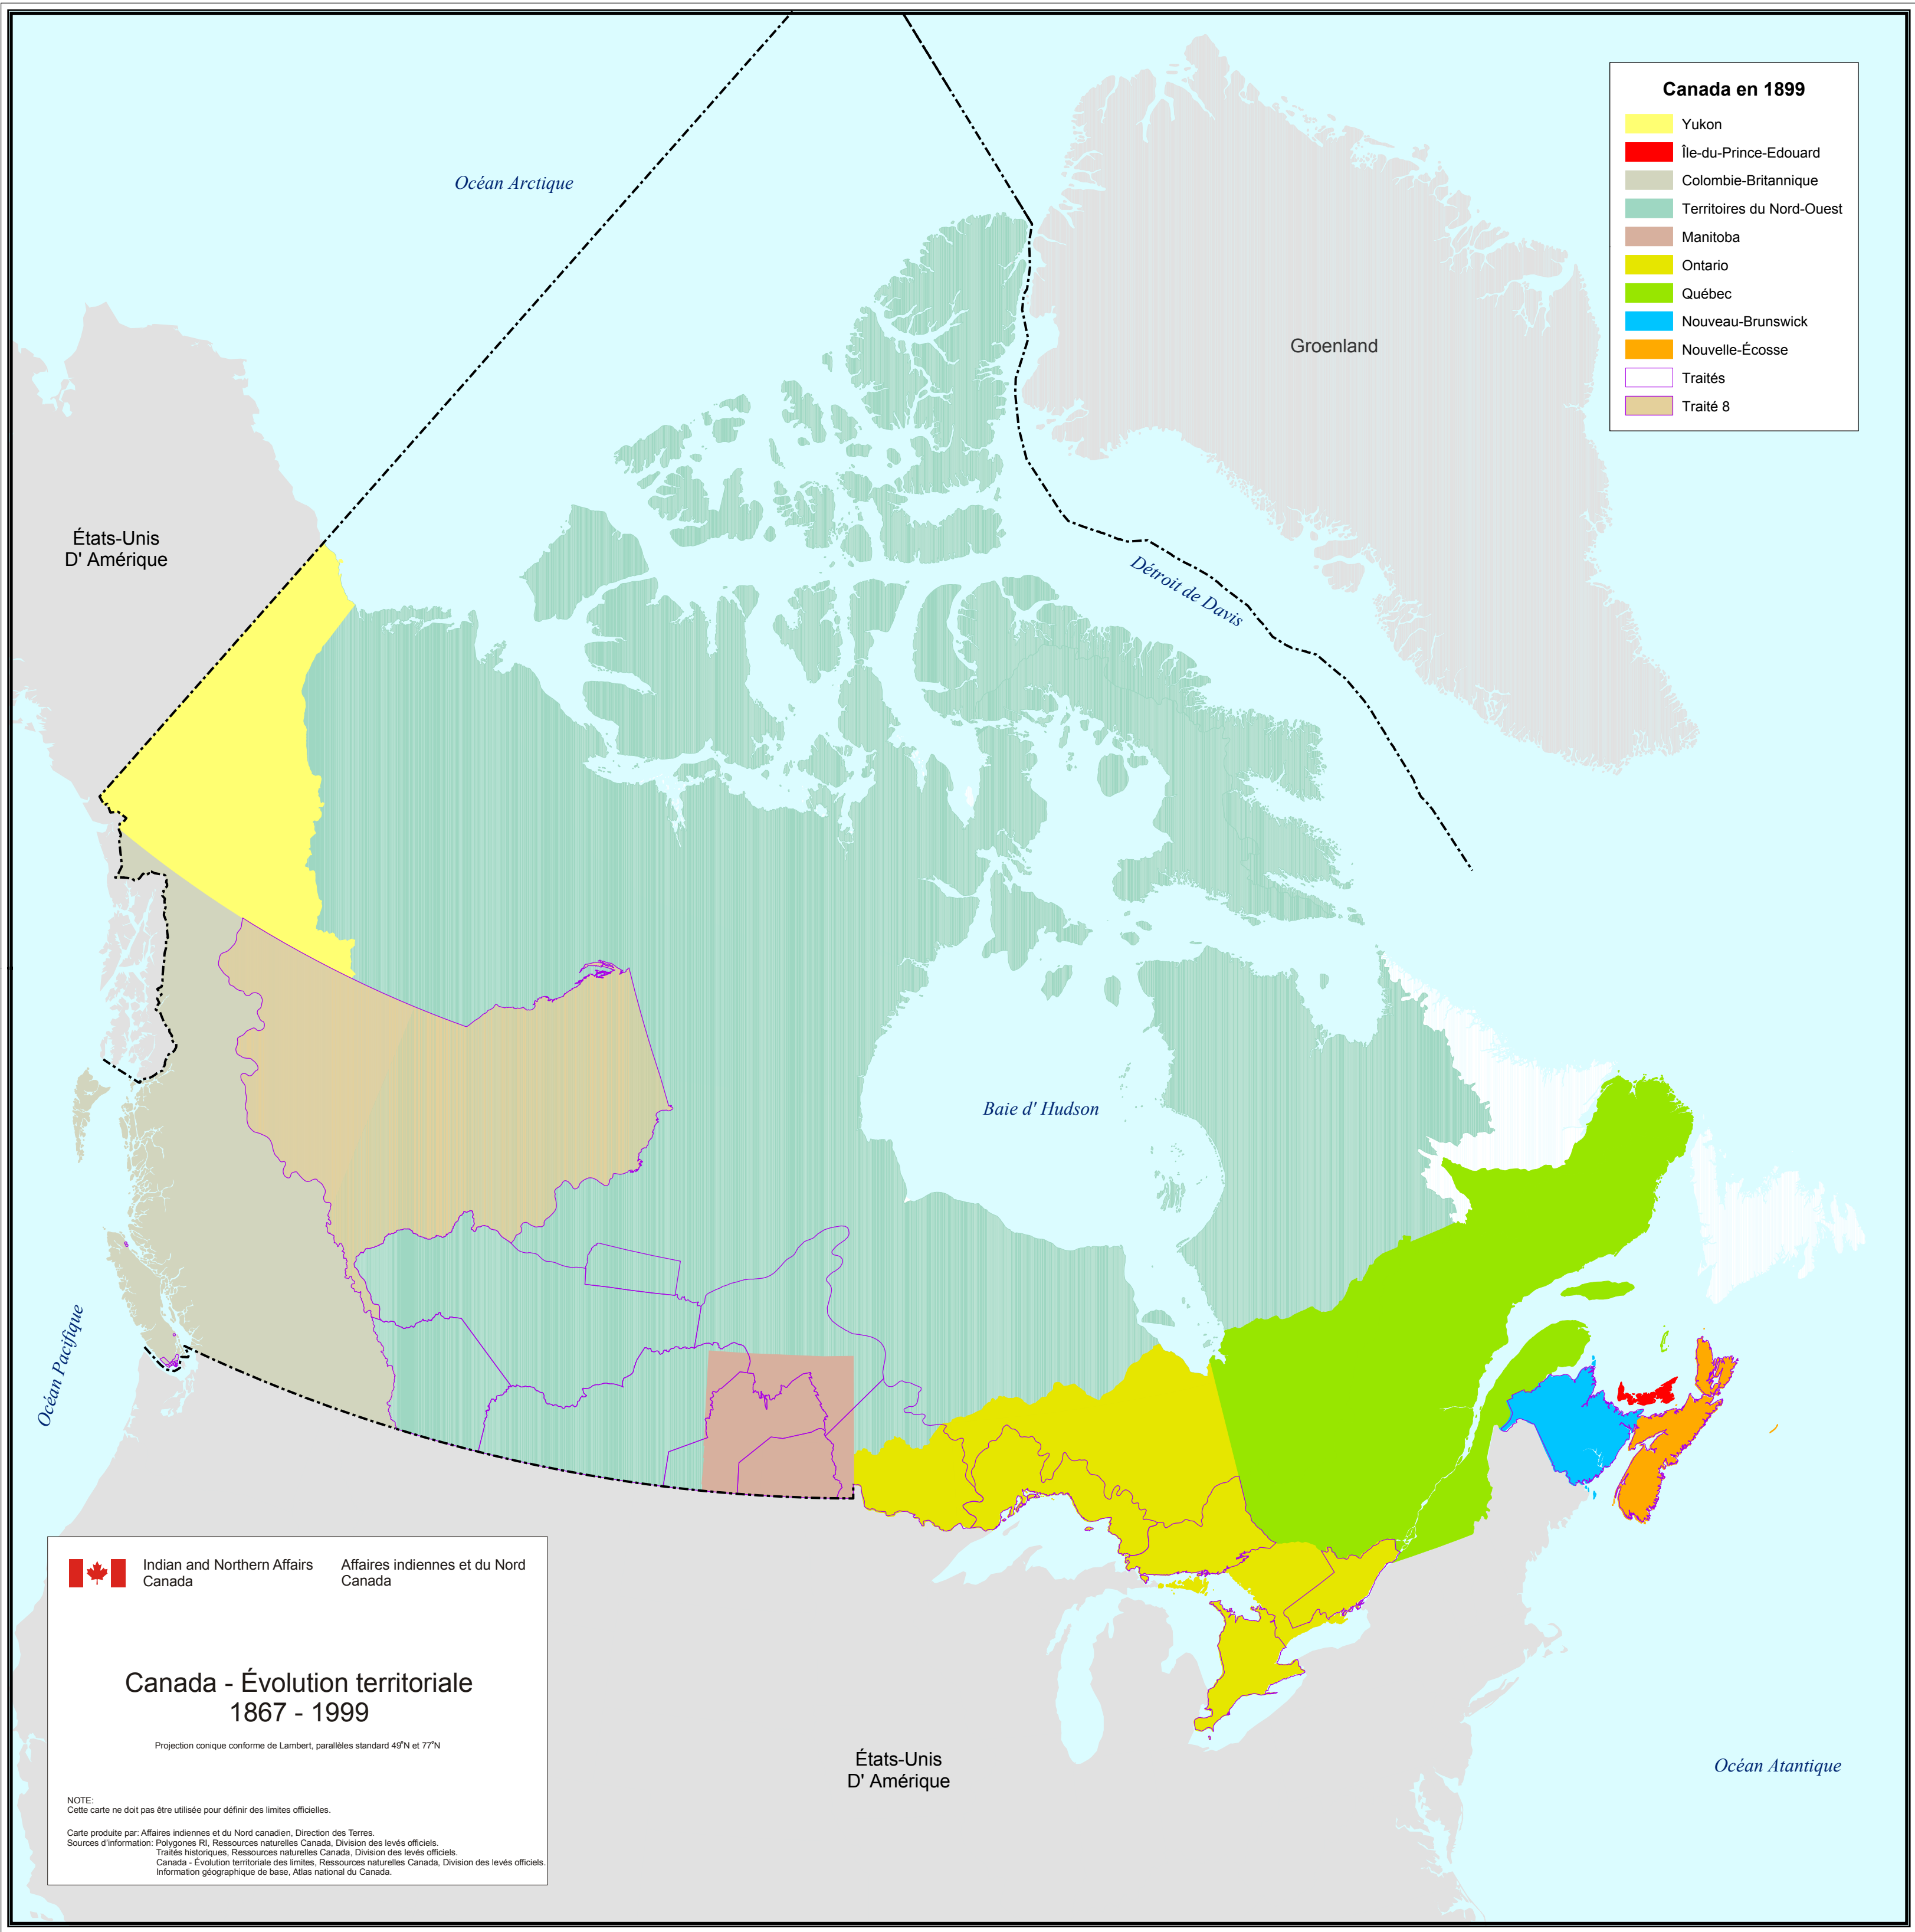 Canada en 1899
Yukon
Île-du-Prince-Edouard
Colombie-Britannique
Territoires du Nord-Ouest
Manitoba
Ontario
Québec
Nouveau-Brunswick
Nouvelle-Écosse
Traités
Traité 8
Océan Arctique
Groenland
États-Unis
D' Amérique
Détroit de Davis
Baie d' Hudson
Océan Pacifique
Indian and Northern Affairs
Canada
Affaires indiennes et du Nord
Canada
Canada - Évolution territoriale
1867 - 1999
Projection conique conforme de Lambert, parallèles standard 49°N et 77°N
NOTE:
Cette carte ne doit pas être utilisée pour définir des limites officielles.
Carte produite par: Affaires indiennes et du Nord canadien, Direction des Terres.
Sources d'information: Polygones RI, Ressources naturelles Canada, Division des levés officiels.
Traités historiques, Ressources naturelles Canada, Division des levés officiels.
Canada - Évolution territoriale des limites, Ressources naturelles Canada, Division des levés officiels.
Information géographique de base, Atlas national du Canada.
États-Unis
D' Amérique
Océan Atantique